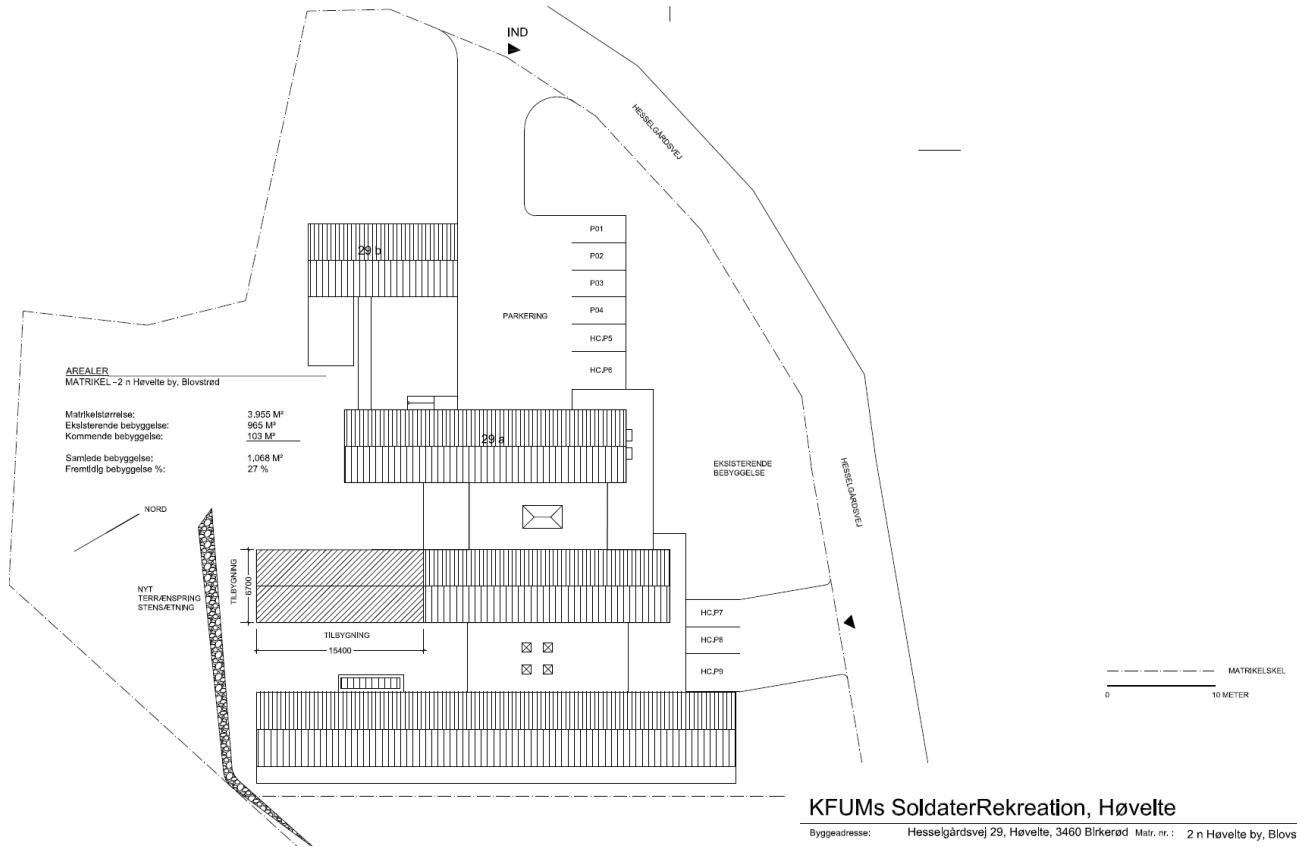 IND
HESSELGÅRDSVEJ
29 b
P01
P02
P03
P04
HC.P5
HC.P6
PARKERING
AREALER
MATRIKEL -2 n Høvelte by, Blovstrød
Matrikelstørrelse: 3.955 M²
Eksisterende bebyggelse: 965 M²
Kommende bebyggelse: 103 M²
Samlede bebyggelse: 1,068 M²
Fremtidig bebyggelse %: 27 %
29 a
EKSISTERENDE
BEBYGGELSE
HESSELGÅRDSVEJ
NORD
NYT
TERRÆNSPRING
STENSÆTNING
TILBYGNING
6700
TILBYGNING
15400
HC.P7
HC.P8
HC.P9
MATRIKELSKEL
0 10 METER
KFUMs SoldaterRekreation, Høvelte
Byggeadresse: Hesselgårdsvej 29, Høvelte, 3460 Birkerød Matr. nr. : 2 n Høvelte by, Blovs